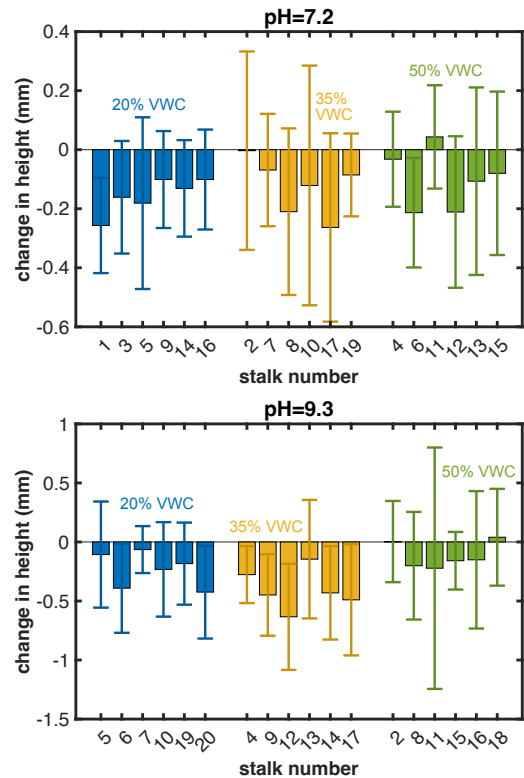 pH=7.2
change in height (mm)
0.4
0.2
0
-0.2
-0.4
-0.6
20% VWC
35%
VWC
50% VWC
1 3 5 9 14 16 2 7 8 10 17 19 4 6 11 12 13 15
stalk number
pH=9.3
change in height (mm)
1
0.5
0
-0.5
-1
-1.5
20% VWC
35% VWC
50% VWC
5 6 7 10 19 20 4 9 12 13 14 17 2 8 11 15 16 18
stalk number